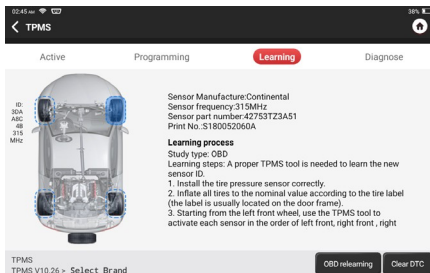 02:45 AM
38%
TPMS
Active Programming Learning Diagnose
ID:
3DA
A8C
4B
315
MHz
Sensor Manufacture:Continental
Sensor frequency:315MHz
Sensor part number:42753TZ3A51
Print No.:S180052060A
Learning process
Study type: OBD
Learning steps: A proper TPMS tool is needed to learn the new
sensor ID.
1. Install the tire pressure sensor correctly.
2. Inflate all tires to the nominal value according to the tire label
(the label is usually located on the door frame).
3. Starting from the left front wheel, use the TPMS tool to
activate each sensor in the order of left front, right front , right
TPMS
TPMS V10.26 > Select Brand
OBD relearning Clear DTC